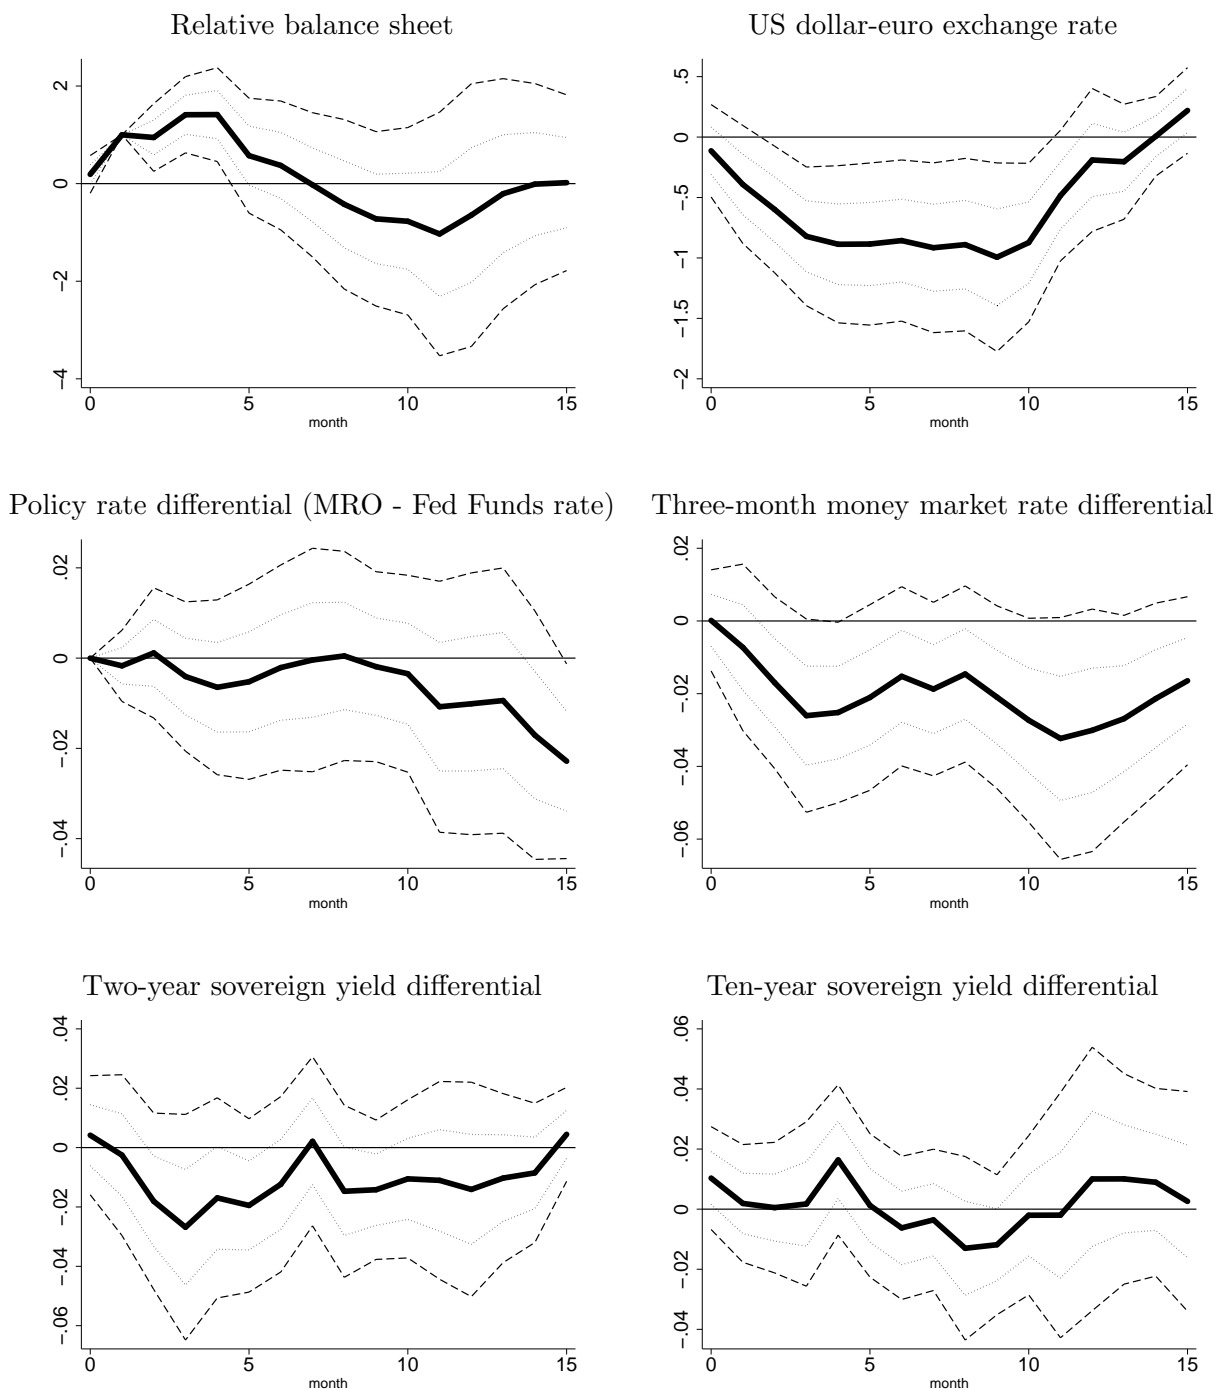 Relative balance sheet
2
0
−2
−4
0 5 10 15
month
US dollar-euro exchange rate
.5
0
−.5
−1
−1.5
−2
0 5 10 15
month
Policy rate differential (MRO - Fed Funds rate)
.02
0
−.02
−.04
0 5 10 15
month
Three-month money market rate differential
.02
0
−.02
−.04
−.06
0 5 10 15
month
Two-year sovereign yield differential
.04
.02
0
−.02
−.04
−.06
0 5 10 15
month
Ten-year sovereign yield differential
.06
.04
.02
0
−.02
−.04
0 5 10 15
month